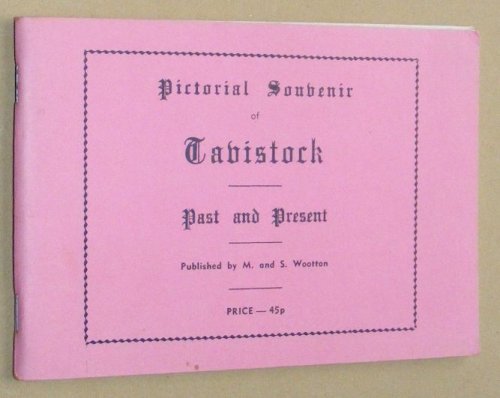 Pictorial Souvenir
of
Tavistock
Past and Present
Published by M. and S. Wootton
PRICE — 45p